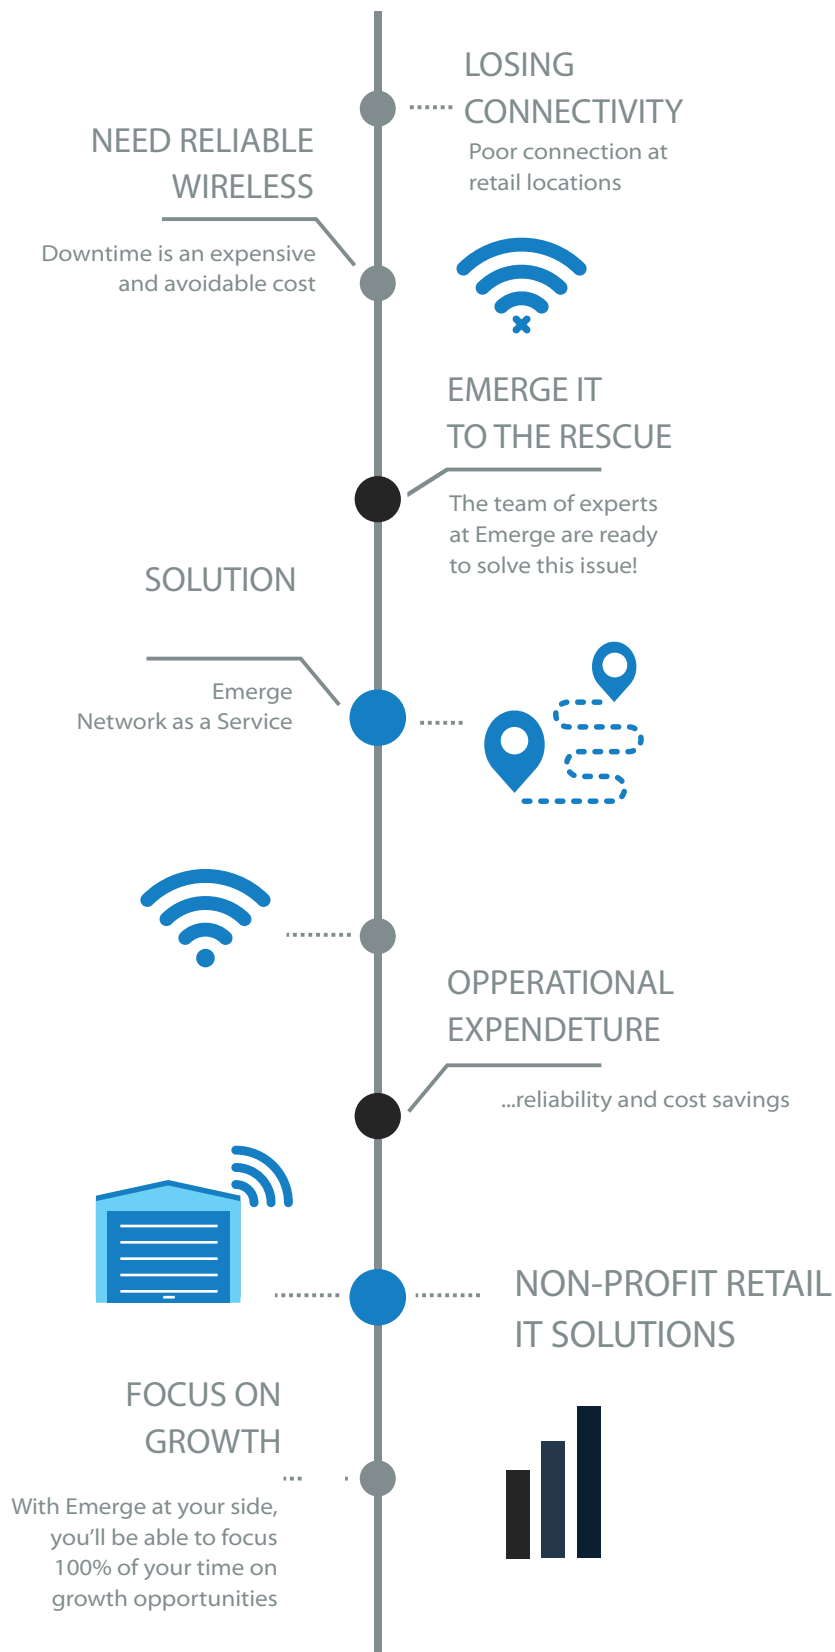 LOSING
CONNECTIVITY
Poor connection at
retail locations
NEED RELIABLE
WIRELESS
Downtime is an expensive
and avoidable cost
EMERGE IT
TO THE RESCUE
The team of experts
at Emerge are ready
to solve this issue!
SOLUTION
Emerge
Network as a Service
OPPERATIONAL
EXPENDETURE
...reliability and cost savings
NON-PROFIT RETAIL
IT SOLUTIONS
FOCUS ON
GROWTH
With Emerge at your side,
you'll be able to focus
100% of your time on
growth opportunities